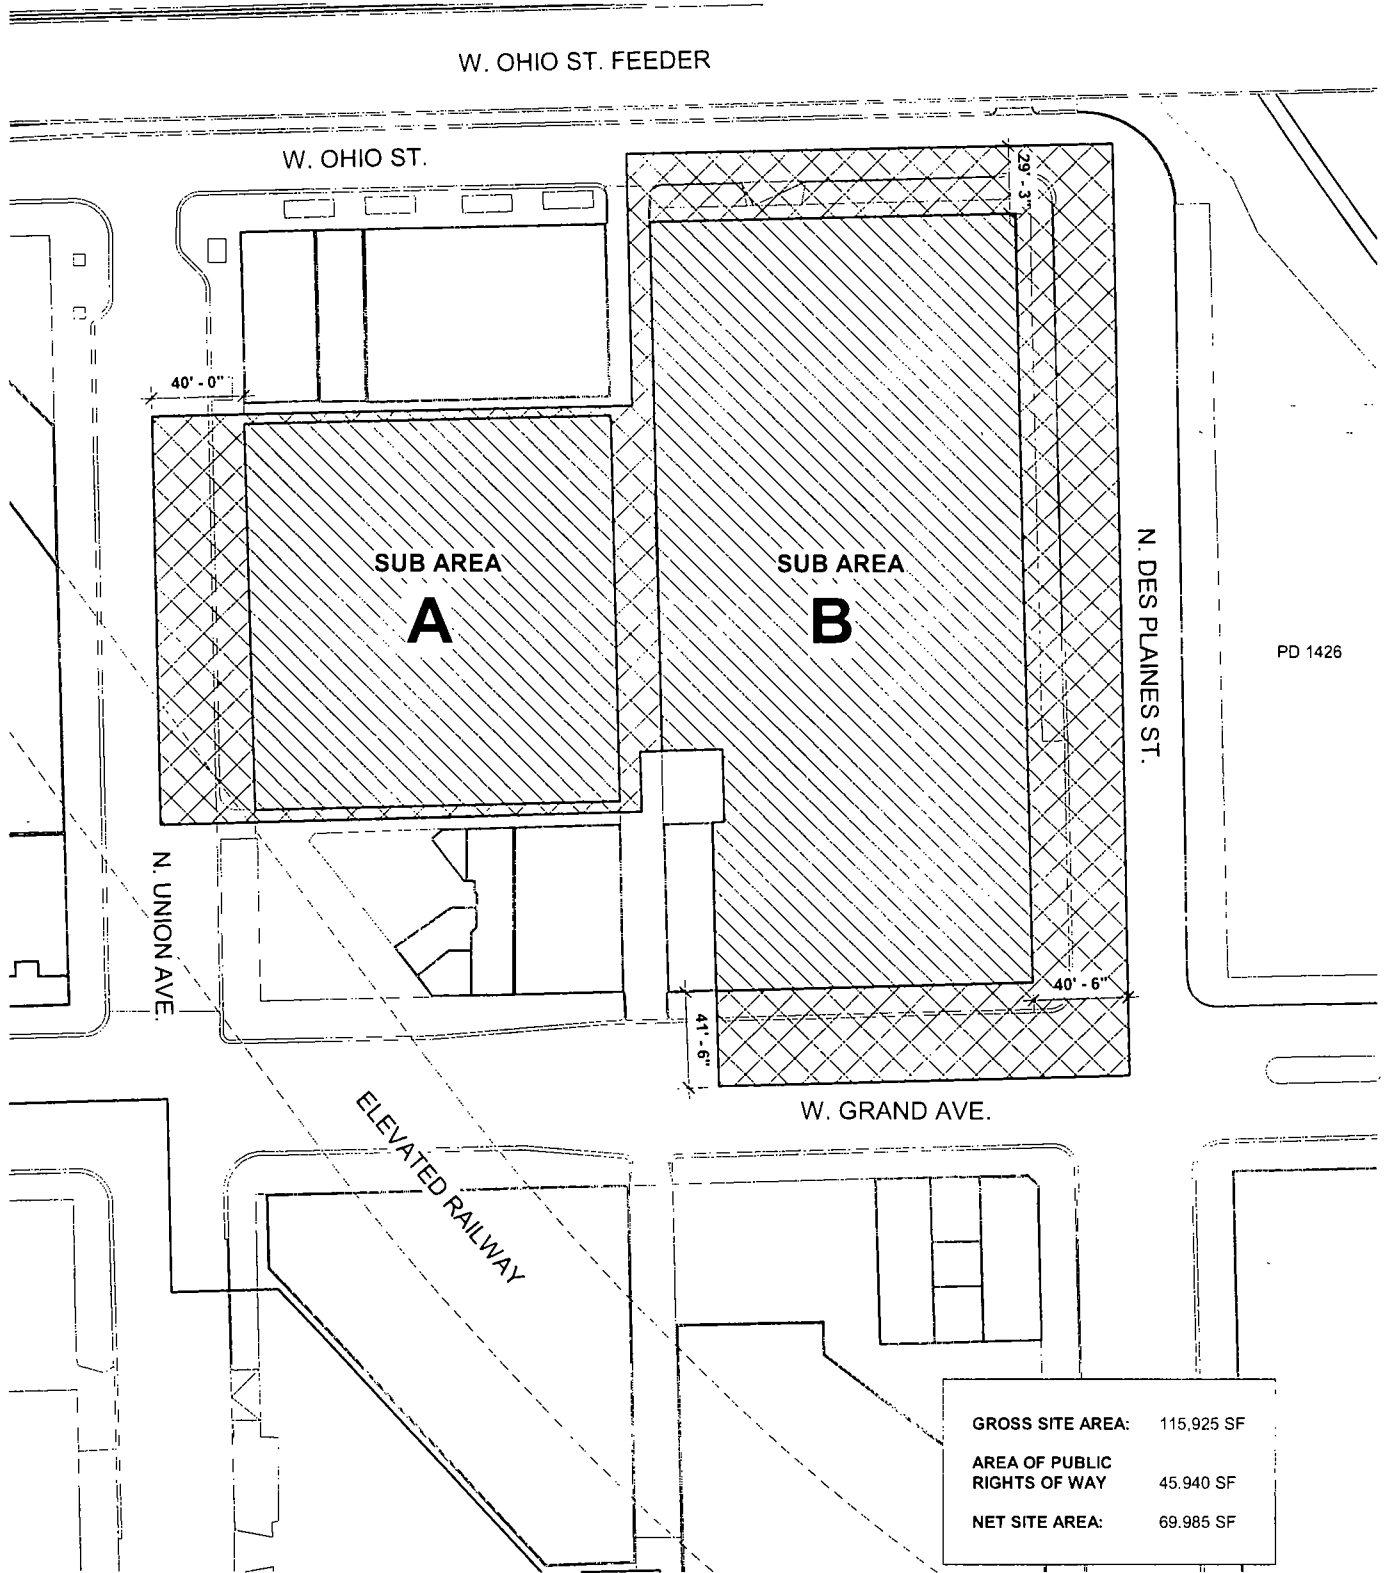 W. OHIO ST. FEEDER
W. OHIO ST.
29' - 3"
40' - 0"
SUB AREA
A
SUB AREA
B
N. DES PLAINES ST.
PD 1426
N. UNION AVE.
40' - 6"
41' - 6"
W. GRAND AVE.
ELEVATED RAILWAY
GROSS SITE AREA: 115,925 SF
AREA OF PUBLIC
RIGHTS OF WAY 45.940 SF
NET SITE AREA: 69.985 SF